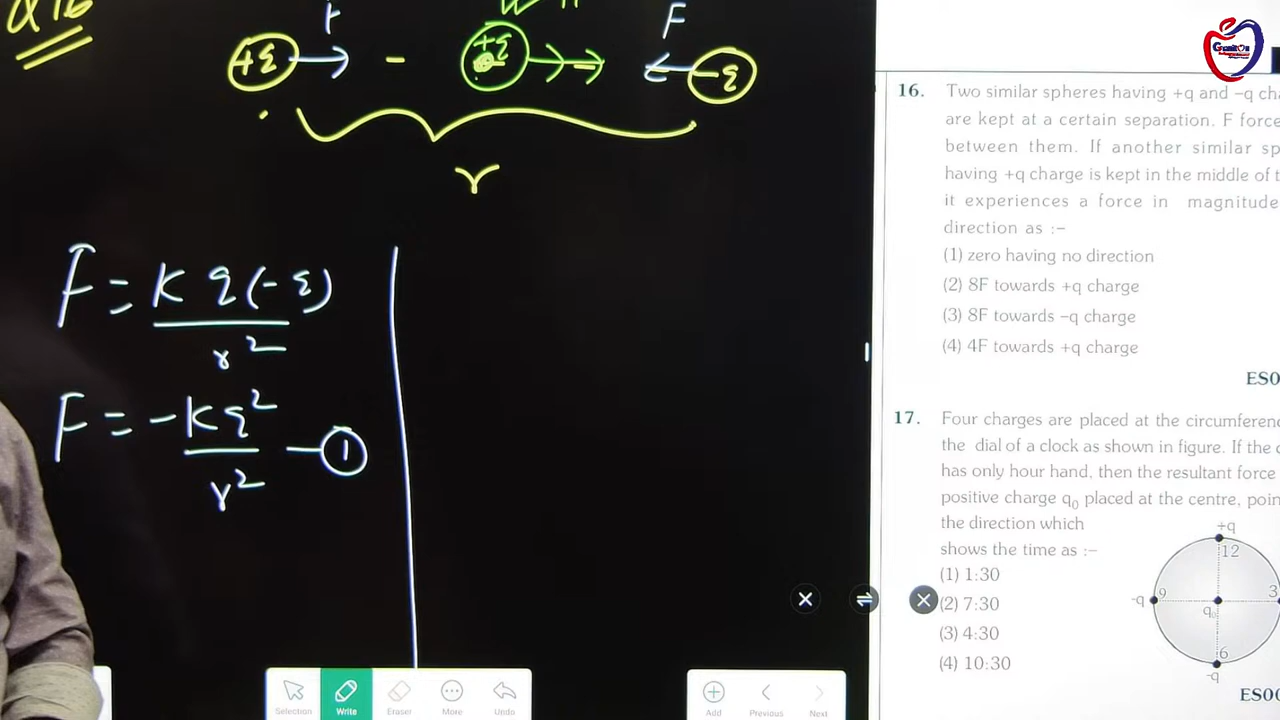 Q16
F
F
+q
-
+q
-q
r
F = K q (-q)
r²
F = -Kq² - ①
r²
16. Two similar spheres having +q and –q cha
are kept at a certain separation. F force
between them. If another similar sp
having +q charge is kept in the middle of t
it experiences a force in magnitude
direction as :–
(1) zero having no direction
(2) 8F towards +q charge
(3) 8F towards –q charge
(4) 4F towards +q charge
ES0
17. Four charges are placed at the circumferenc
the dial of a clock as shown in figure. If the c
has only hour hand, then the resultant force
positive charge q₀ placed at the centre, poin
the direction which
shows the time as :–
(1) 1:30
(2) 7:30
(3) 4:30
(4) 10:30
+q
12
-q 9
3
q₀
6
-q
ES00
Selection
Write
Eraser
More
Undo
Add
Previous
Next